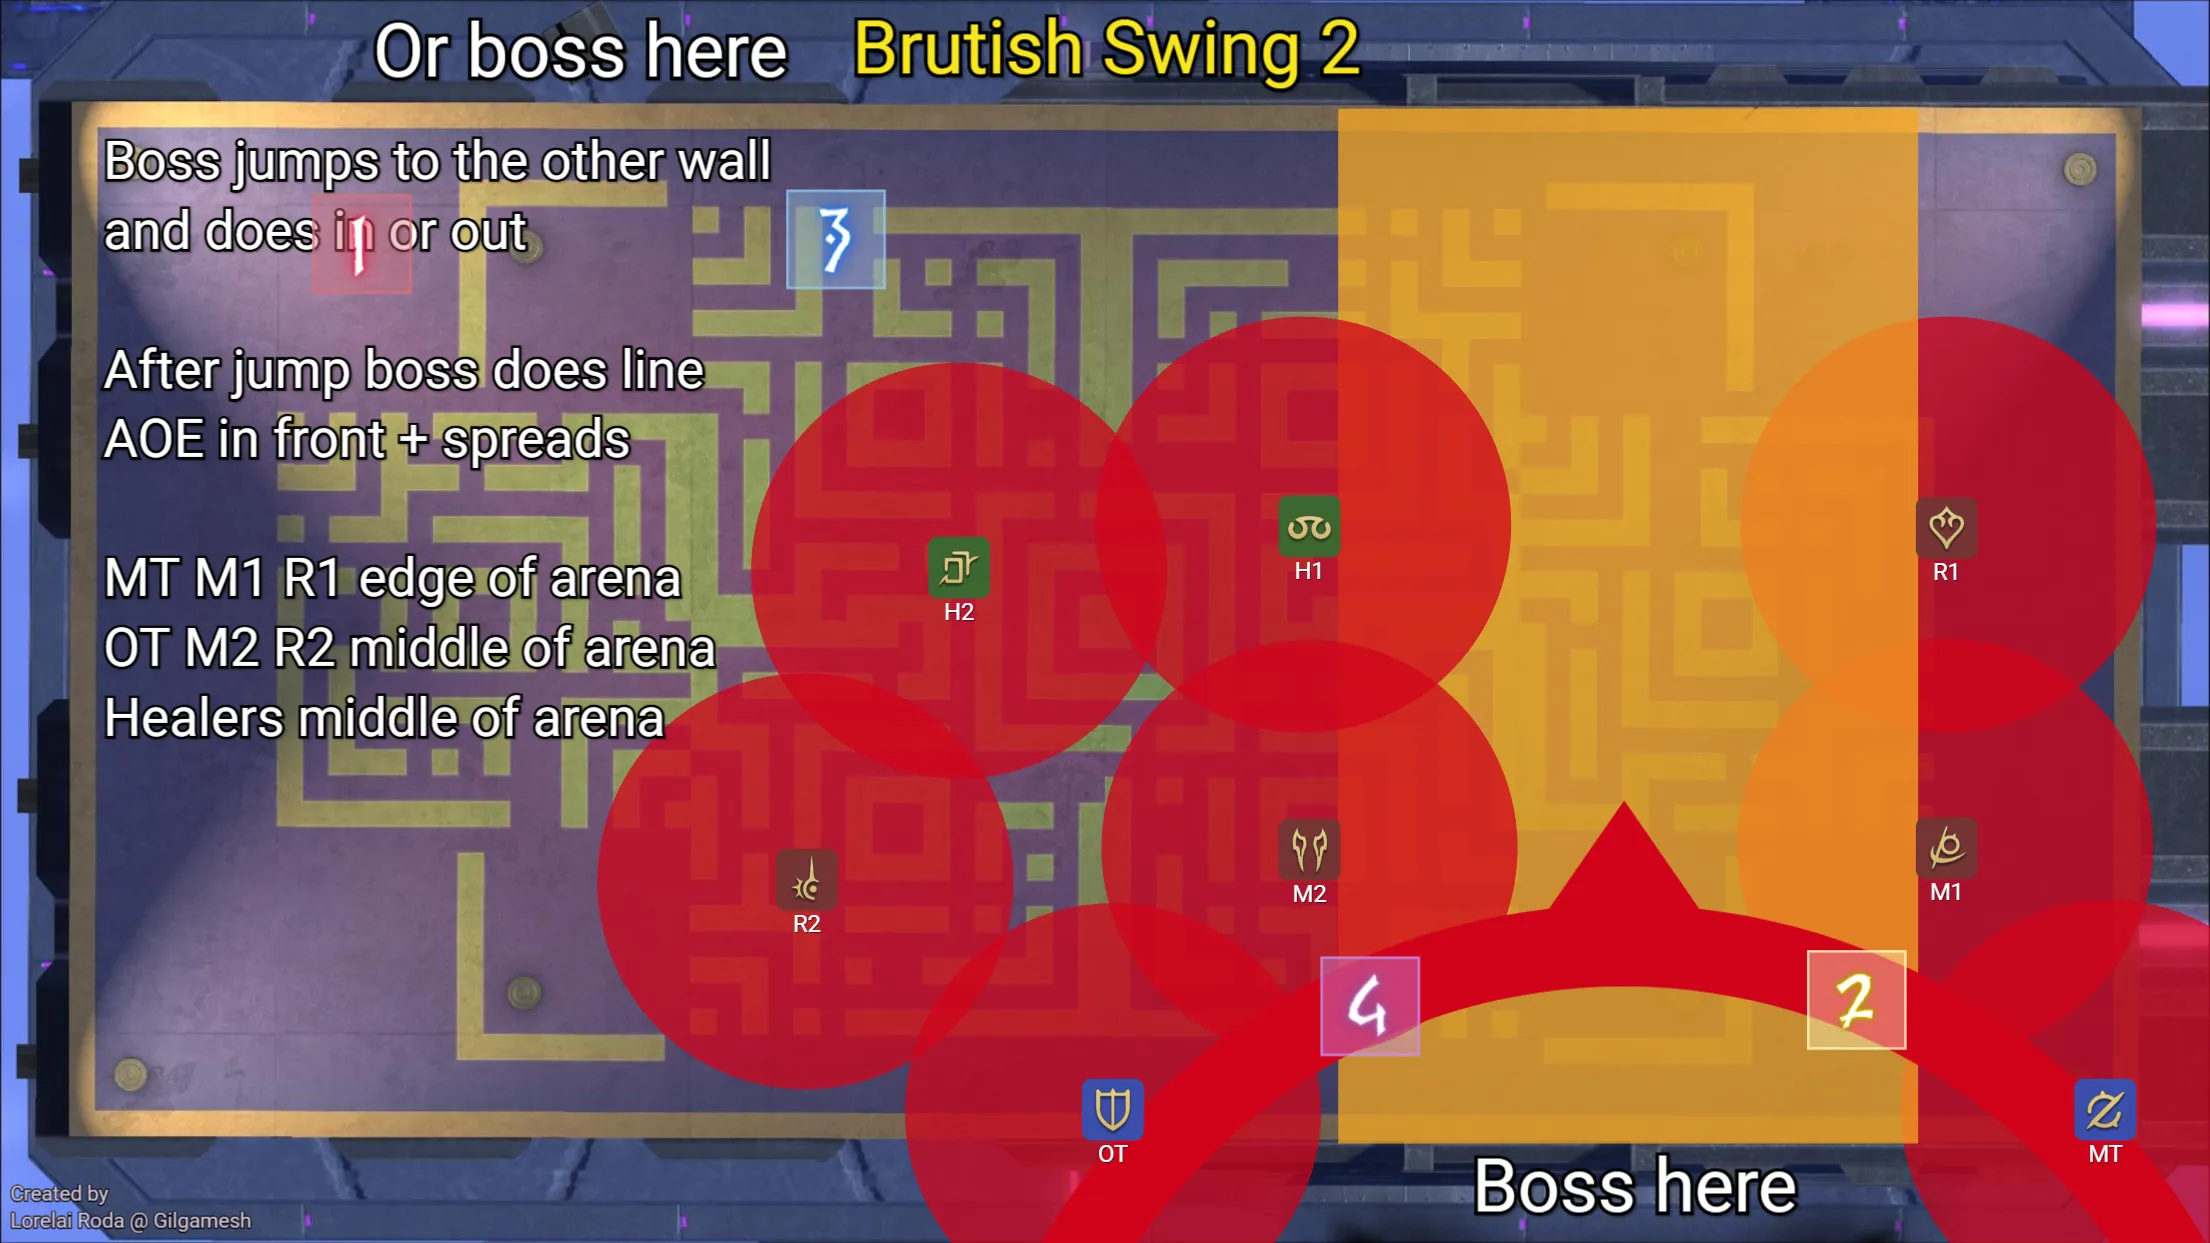 Or boss here
Brutish Swing 2
Boss jumps to the other wall
and does in or out
1
3
After jump boss does line
AOE in front + spreads
MT M1 R1 edge of arena
OT M2 R2 middle of arena
Healers middle of arena
H2
H1
R1
R2
M2
M1
4
2
OT
MT
Boss here
Created by
Lorelai Roda @ Gilgamesh